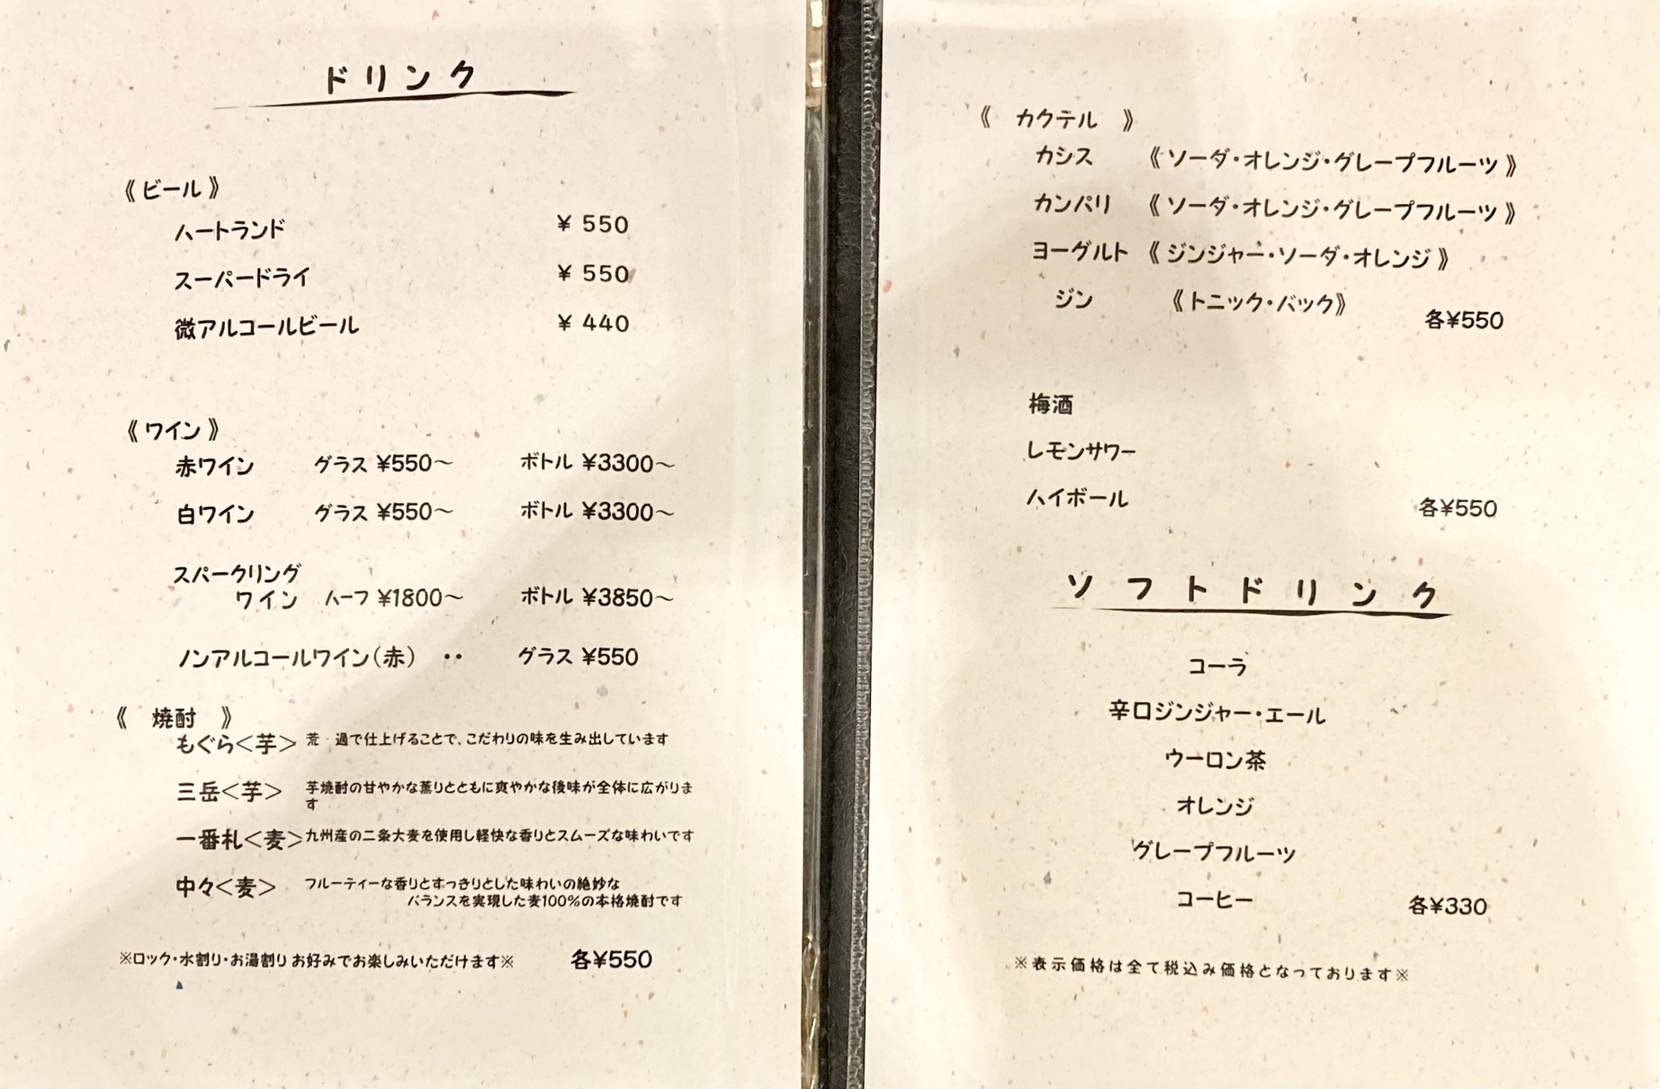 ドリンク
《ビール》
ハートランド ¥ 550
スーパードライ ¥ 550
微アルコールビール ¥ 440
《ワイン》
赤ワイン グラス ¥550～ ボトル ¥3300～
白ワイン グラス ¥550～ ボトル ¥3300～
スパークリング
ワイン ハーフ ¥1800～ ボトル ¥3850～
ノンアルコールワイン(赤) ‥ グラス ¥550
《 焼酎 》
もぐら＜芋＞ 荒 過で仕上げることで、こだわりの味を生み出しています
三岳＜芋＞ 芋焼酎の甘やかな薫りとともに爽やかな後味が全体に広がりま
す
一番札＜麦＞ 九州産の二条大麦を使用し軽快な香りとスムーズな味わいです
中々＜麦＞ フルーティーな香りとすっきりとした味わいの絶妙な
バランスを実現した麦100%の本格焼酎です
※ロック・水割り・お湯割り お好みでお楽しみいただけます※ 各¥550
《 カクテル 》
カシス 《ソーダ・オレンジ・グレープフルーツ》
カンパリ 《ソーダ・オレンジ・グレープフルーツ》
ヨーグルト 《ジンジャー・ソーダ・オレンジ》
ジン 《トニック・バック》
各¥550
梅酒
レモンサワー
ハイボール 各¥550
ソフトドリンク
コーラ
辛口ジンジャー・エール
ウーロン茶
オレンジ
グレープフルーツ
コーヒー 各¥330
※表示価格は全て税込み価格となっております※